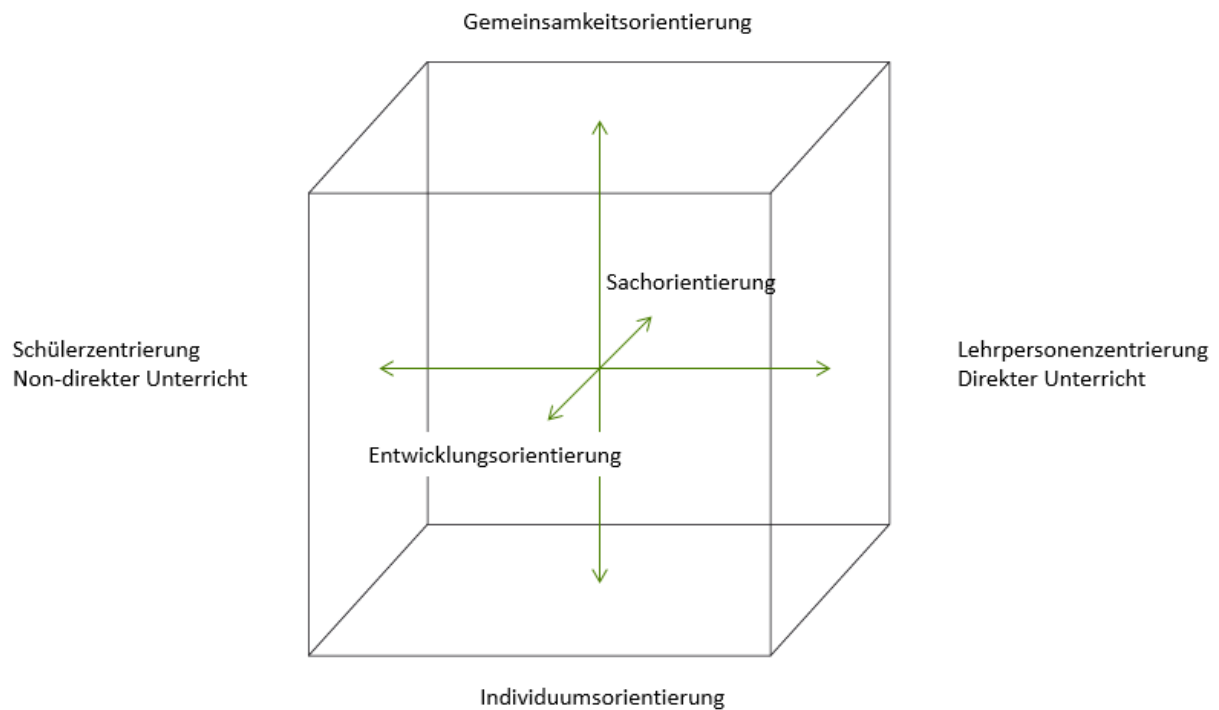 Gemeinsamkeitsorientierung
Sachorientierung
Schülerzentrierung
Non-direkter Unterricht
Lehrpersonenzentrierung
Direkter Unterricht
Entwicklungsorientierung
Individuumsorientierung